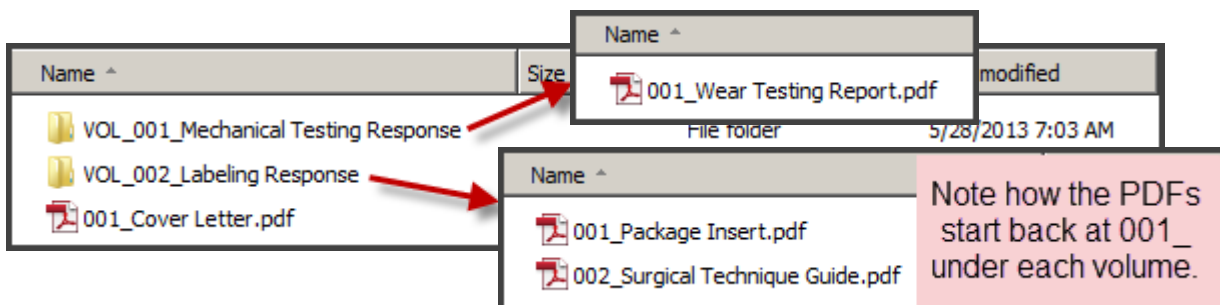 Name
Size
modified
VOL_001_Mechanical Testing Response
File folder
5/28/2013 7:03 AM
VOL_002_Labeling Response
001_Cover Letter.pdf
Name
001_Wear Testing Report.pdf
Name
001_Package Insert.pdf
002_Surgical Technique Guide.pdf
Note how the PDFs
start back at 001_
under each volume.